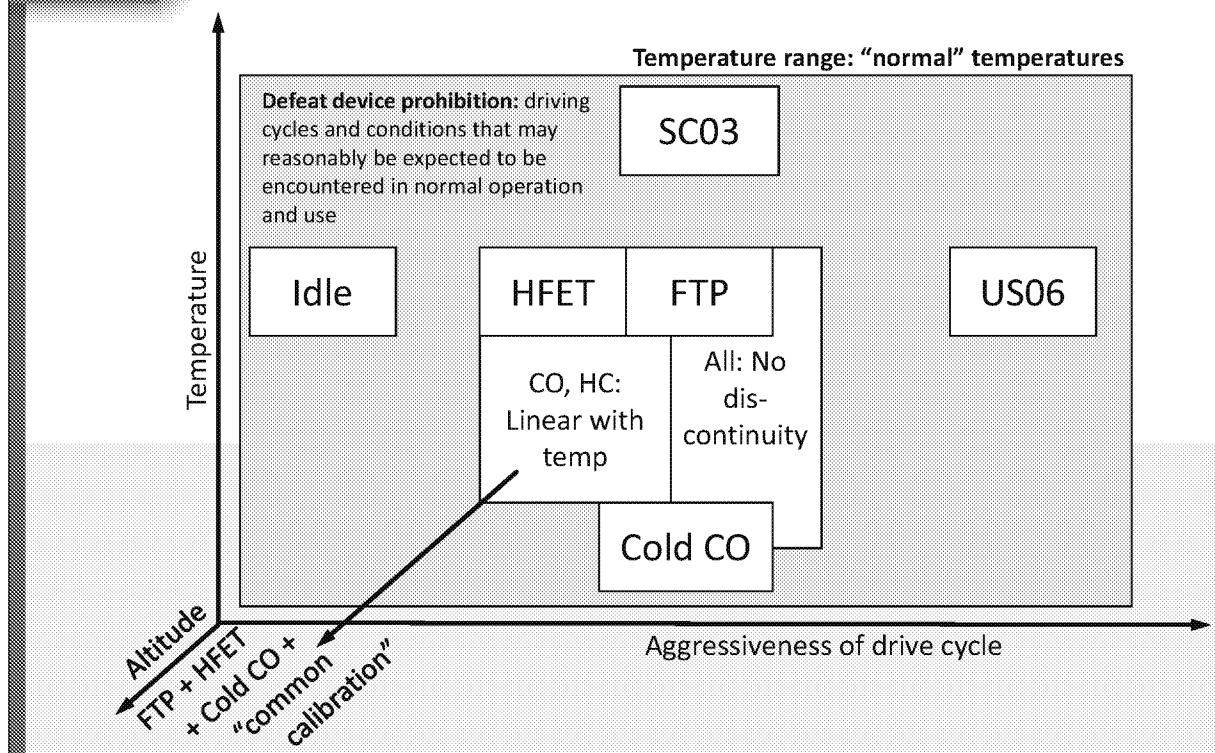 Temperature range: “normal” temperatures
Defeat device prohibition: driving
cycles and conditions that may
reasonably be expected to be
encountered in normal operation
and use
SC03
Temperature
Idle
HFET
FTP
US06
CO, HC:
Linear with
temp
All: No
dis-
continuity
Cold CO
Altitude
FTP + HFET
+ Cold CO +
“common
calibration”
Aggressiveness of drive cycle